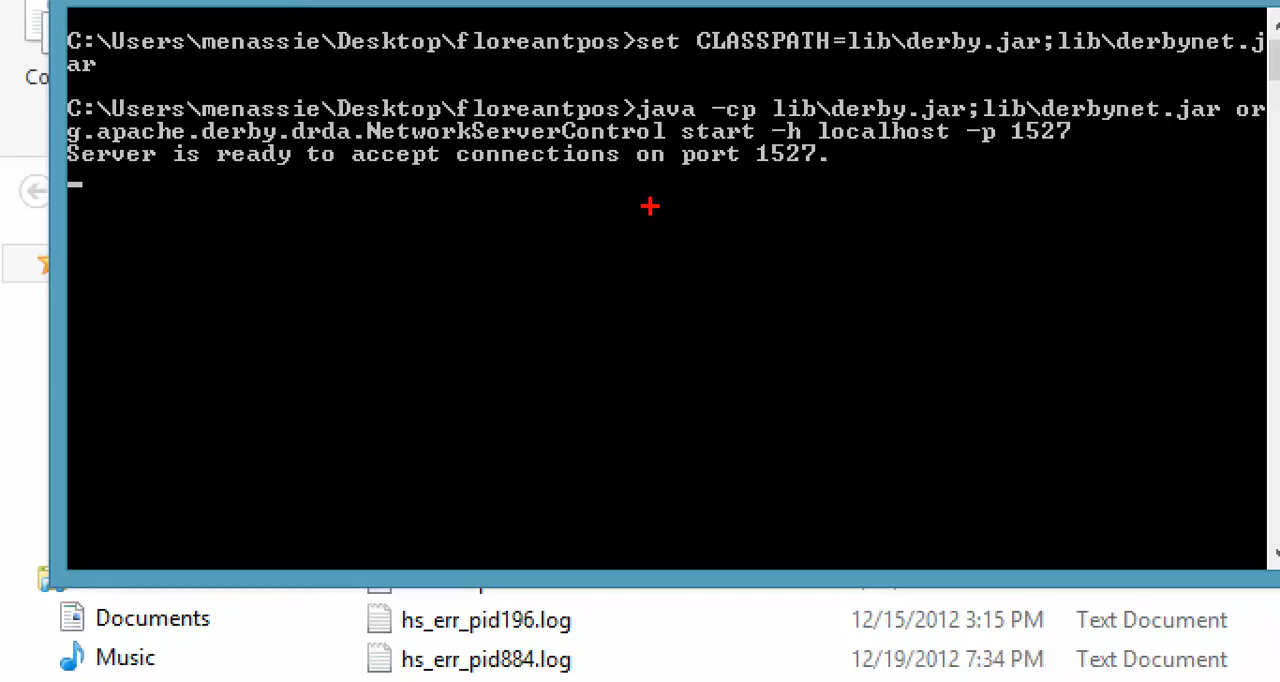 C:\Users\menassie\Desktop\floreantpos>set CLASSPATH=lib\derby.jar;lib\derbynet.j
ar
C:\Users\menassie\Desktop\floreantpos>java -cp lib\derby.jar;lib\derbynet.jar or
g.apache.derby.drda.NetworkServerControl start -h localhost -p 1527
Server is ready to accept connections on port 1527.
Co
Documents hs_err_pid196.log 12/15/2012 3:15 PM Text Document
Music hs_err_pid884.log 12/19/2012 7:34 PM Text Document